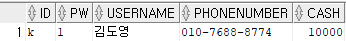 ID PW USERNAME PHONENUMBER CASH
1 k 1 김도영 010-7688-8774 10000